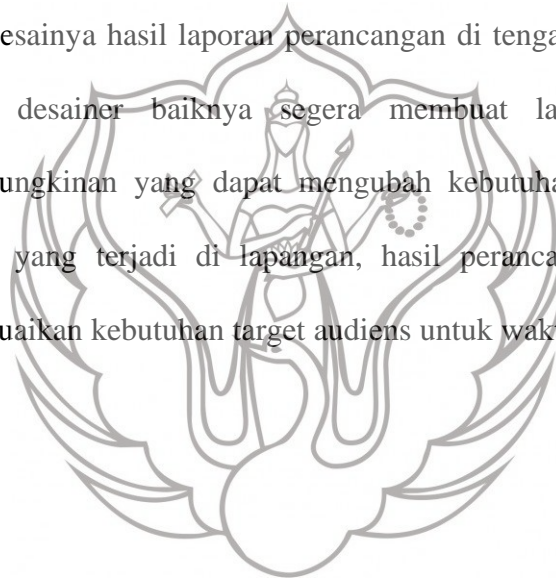 esainya hasil laporan perancangan di tenga
desainer baiknya segera membuat la
ungkinan yang dapat mengubah kebutuha
yang terjadi di lapangan, hasil peranca
uaikan kebutuhan target audiens untuk wak